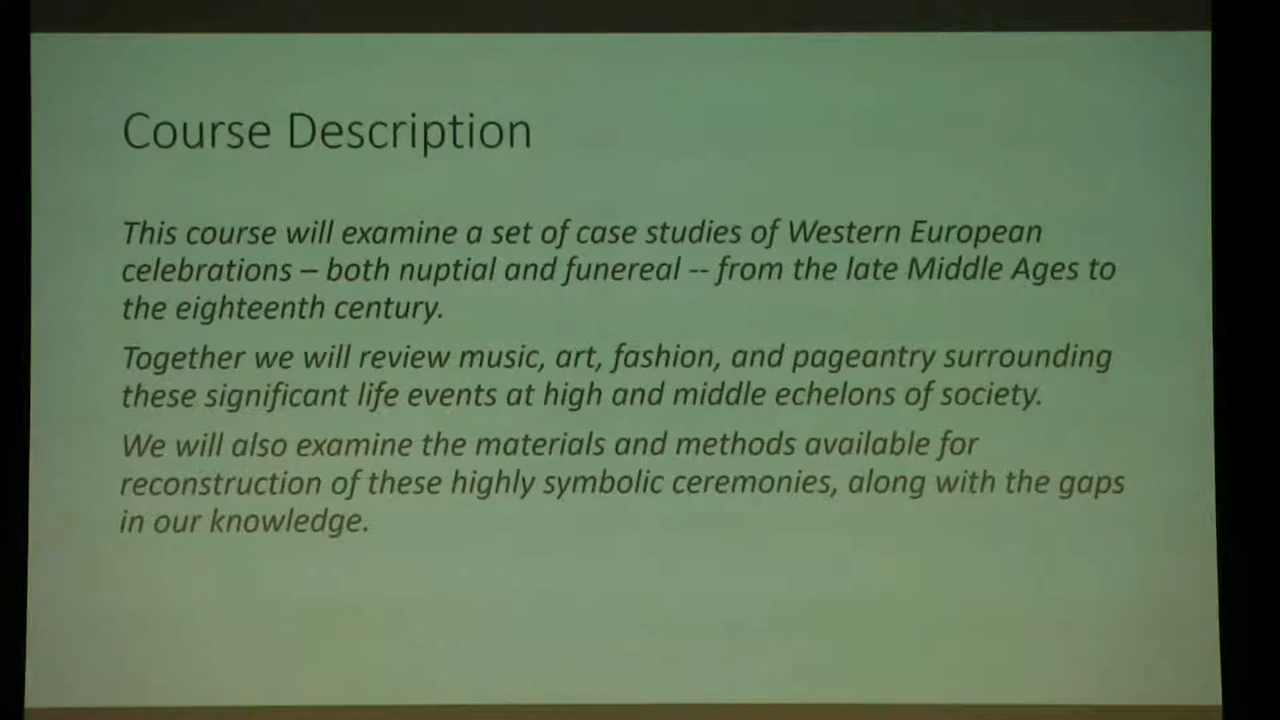 Course Description
This course will examine a set of case studies of Western European
celebrations – both nuptial and funereal -- from the late Middle Ages to
the eighteenth century.
Together we will review music, art, fashion, and pageantry surrounding
these significant life events at high and middle echelons of society.
We will also examine the materials and methods available for
reconstruction of these highly symbolic ceremonies, along with the gaps
in our knowledge.